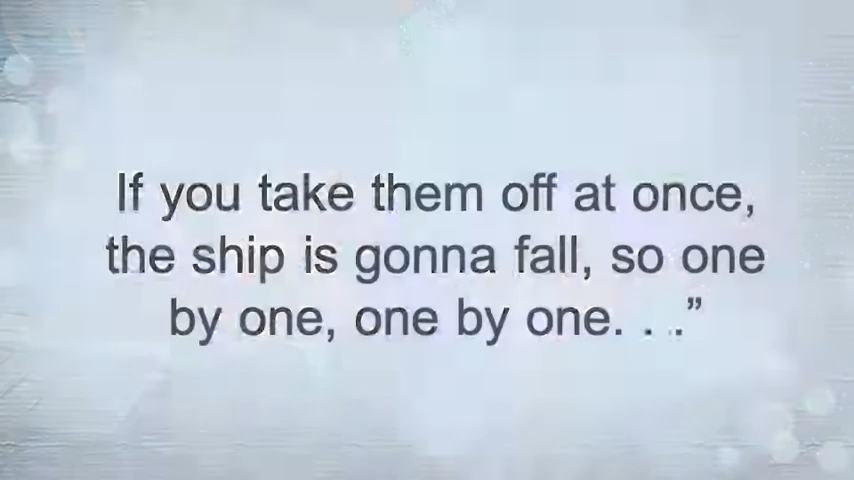 If you take them off at once,
the ship is gonna fall, so one
by one, one by one. . .”